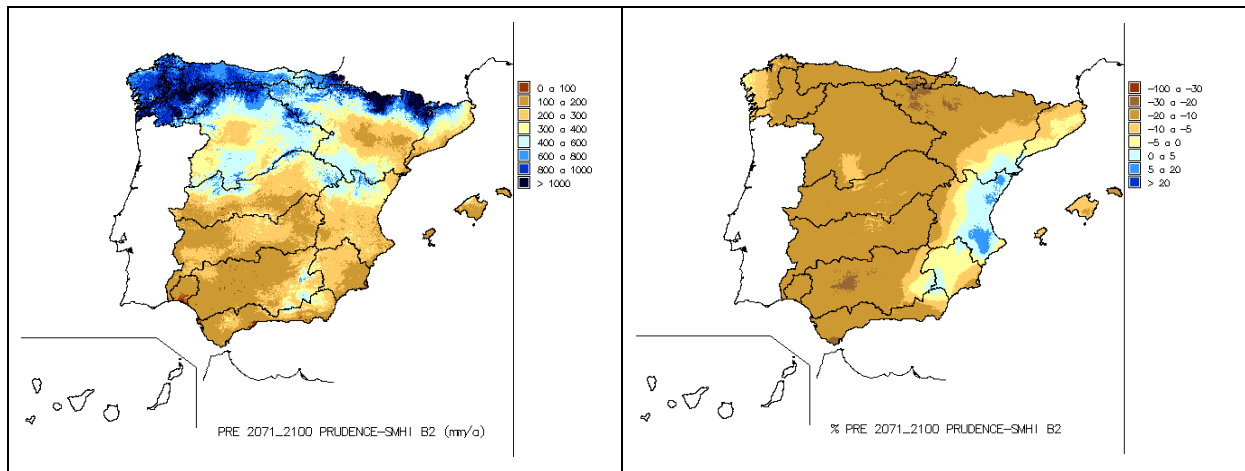 0 a 100
100 a 200
200 a 300
300 a 400
400 a 600
600 a 800
800 a 1000
> 1000
PRE 2071_2100 PRUDENCE-SMHI B2 (mm/a)
-100 a -30
-30 a -20
-20 a -10
-10 a -5
-5 a 0
0 a 5
5 a 20
> 20
% PRE 2071_2100 PRUDENCE-SMHI B2